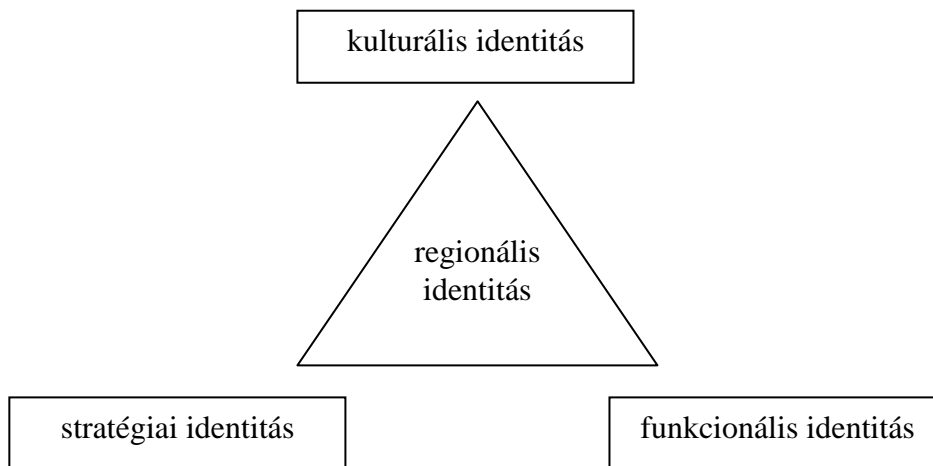 kulturális identitás
regionális
identitás
stratégiai identitás
funkcionális identitás